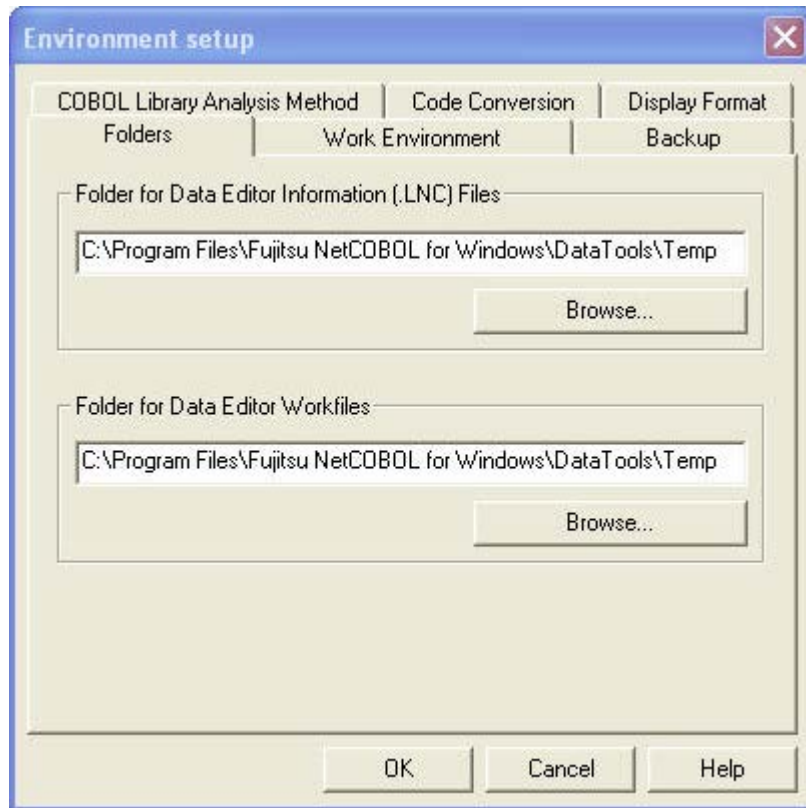 Environment setup
COBOL Library Analysis Method Code Conversion Display Format
Folders Work Environment Backup
Folder for Data Editor Information (.LNC) Files
C:\Program Files\Fujitsu NetCOBOL for Windows\DataTools\Temp
Browse...
Folder for Data Editor Workfiles
C:\Program Files\Fujitsu NetCOBOL for Windows\DataTools\Temp
Browse...
OK Cancel Help